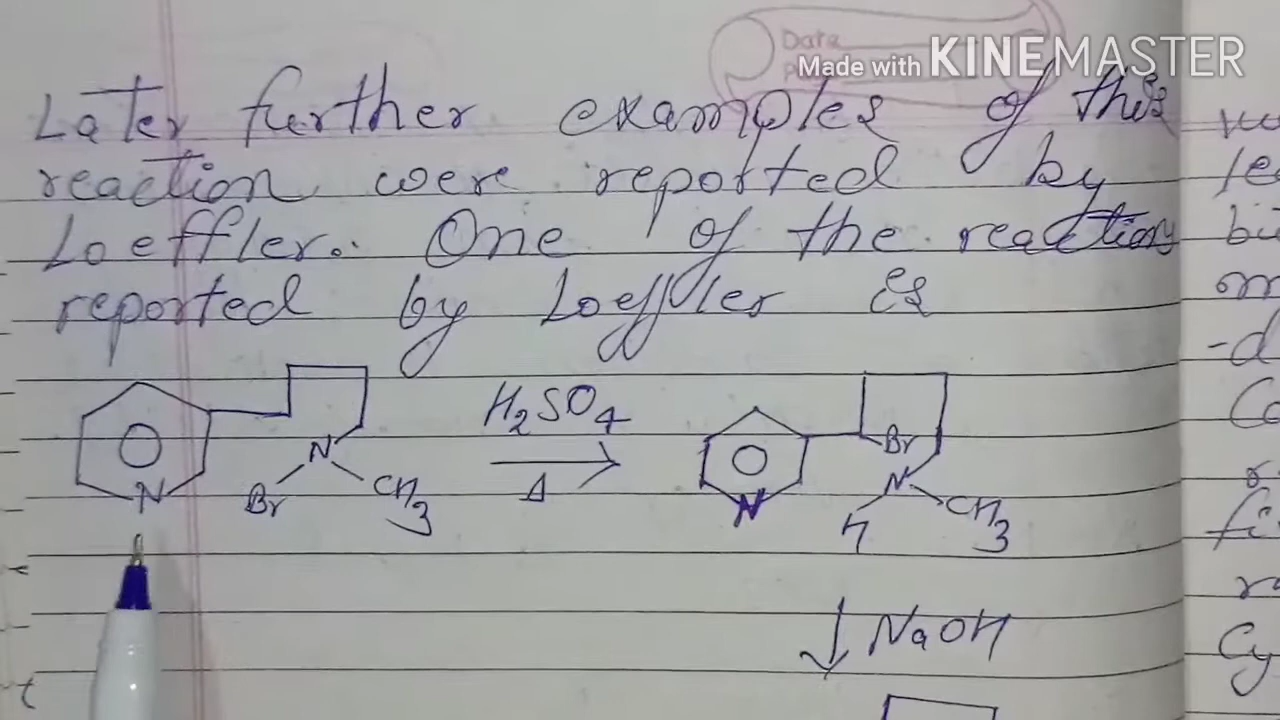 Date
Made with KINEMASTER
Later further examples of this
reaction were reported by
Loeffler. One of the reaction
reported by Loeffler is
H2SO4
Δ
N
Br
N
CH3
N
Br
N
H
CH3
↓ NaOH